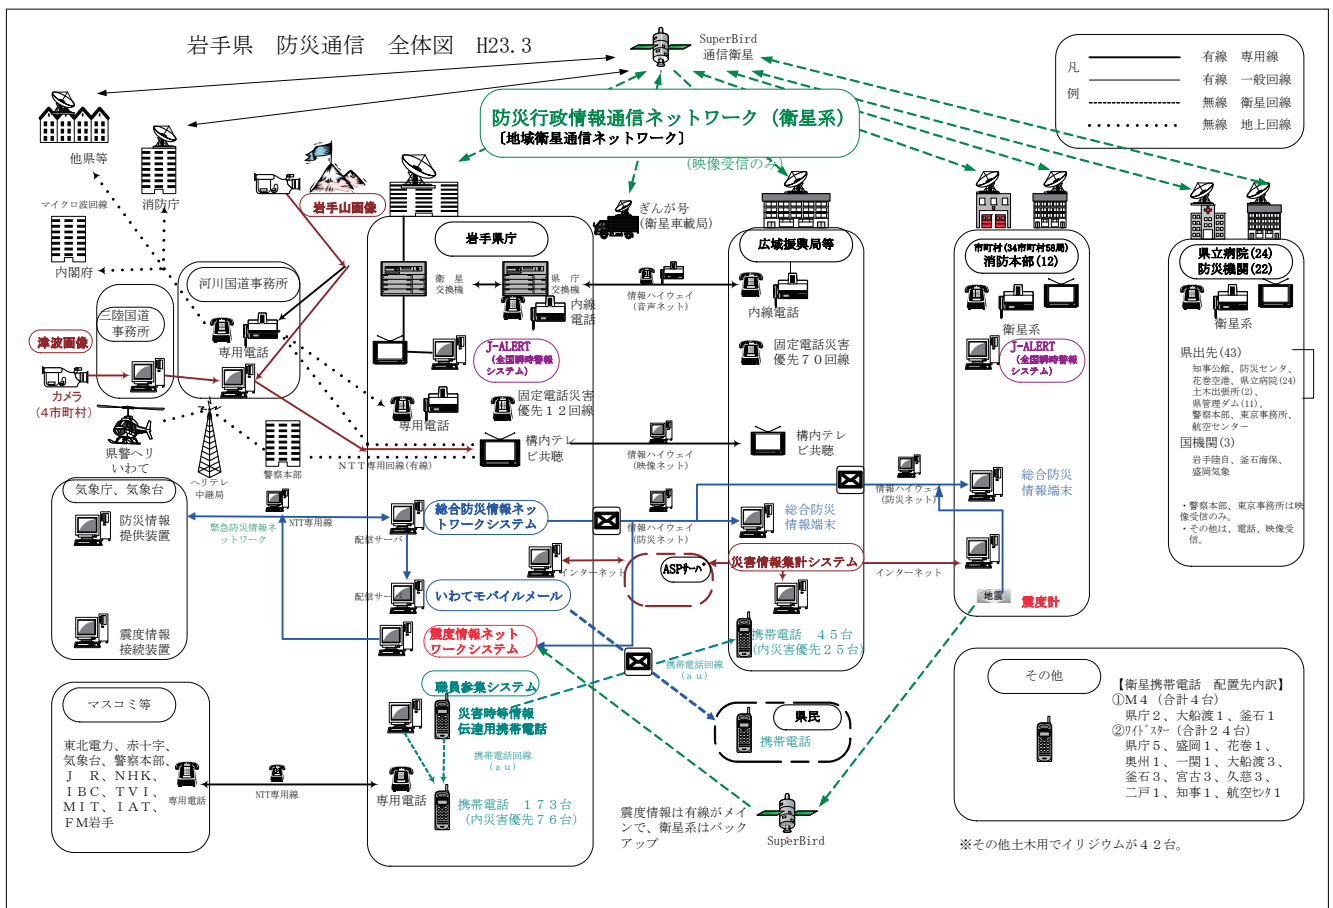 岩手県　防災通信　全体図　H23.3
SuperBird
通信衛星
凡
例
有線　専用線
有線　一般回線
無線　衛星回線
無線　地上回線
防災行政情報通信ネットワーク（衛星系）
〔地域衛星通信ネットワーク〕
(映像受信のみ)
他県等
消防庁
マイクロ波回線
内閣府
岩手山画像
ぎんが号
(衛星車載局)
岩手県庁
衛　星
交換機
県　庁
交換機
内線
電話
情報ハイウェイ
(音声ネット)
広域振興局等
内線電話
市町村(34市町村58局)
消防本部(12)
衛星系
県立病院(24)
防災機関(22)
衛星系
河川国道事務所
専用電話
三陸国道
事務所
津波画像
カメラ
(４市町村)
J-ALERT
(全国瞬時警報
システム)
固定電話災害
優先７０回線
J-ALERT
(全国瞬時警報
システム)
県出先(43)
知事公館、防災センタ、
花巻空港、県立病院(24)
土木出張所(2)、
県管理ダム(11)、
警察本部、東京事務所、
航空センター
国機関(3)
岩手陸自、釜石海保、
盛岡気象
・警察本部、東京事務所は映
像受信のみ。
・その他は、電話、映像受
信。
専用電話
固定電話災害
優先１２回線
県警ヘリ
いわて
ヘリテレ
中継局
警察本部
ＮＴＴ専用回線(有線)
構内テレ
ビ共聴
情報ハイウェイ
(映像ネット)
構内テレ
ビ共聴
気象庁、気象台
防災情報
提供装置
震度情報
接続装置
緊急防災情報ネ
ットワーク
NTT専用線
配信サーバ
総合防災情報ネッ
トワークシステム
情報ハイウェイ
(防災ネット)
総合防災
情報端末
情報ハイウェイ
(防災ネット)
総合防災
情報端末
インターネット
ASPｻｰﾊﾞ
災害情報集計システム
インターネット
配信サーバ
いわてモバイルメール
震度情報ネット
ワークシステム
地震
震度計
携帯電話　４５台
(内災害優先２５台)
携帯電話回線
(ａｕ)
職員参集システム
災害時等情報
伝達用携帯電話
携帯電話回線
(ａｕ)
携帯電話　１７３台
(内災害優先７６台)
専用電話
県民
携帯電話
震度情報は有線がメイ
ンで、衛星系はバック
アップ
SuperBird
マスコミ等
東北電力、赤十字、
気象台、警察本部、
Ｊ　Ｒ、NHK、
ＩＢＣ、ＴＶＩ、
ＭＩＴ、ＩＡＴ、
ＦＭ岩手
専用電話
NTT専用線
その他
【衛星携帯電話　配置先内訳】
①Ｍ４（合計４台）
県庁２、大船渡１、釜石１
②ﾜｲﾄﾞｽﾀｰ（合計２４台）
県庁５、盛岡１、花巻１、
奥州１、一関１、大船渡３、
釜石３、宮古３、久慈３、
二戸１、知事１、航空ｾﾝﾀ１
※その他土木用でイリジウムが４２台。